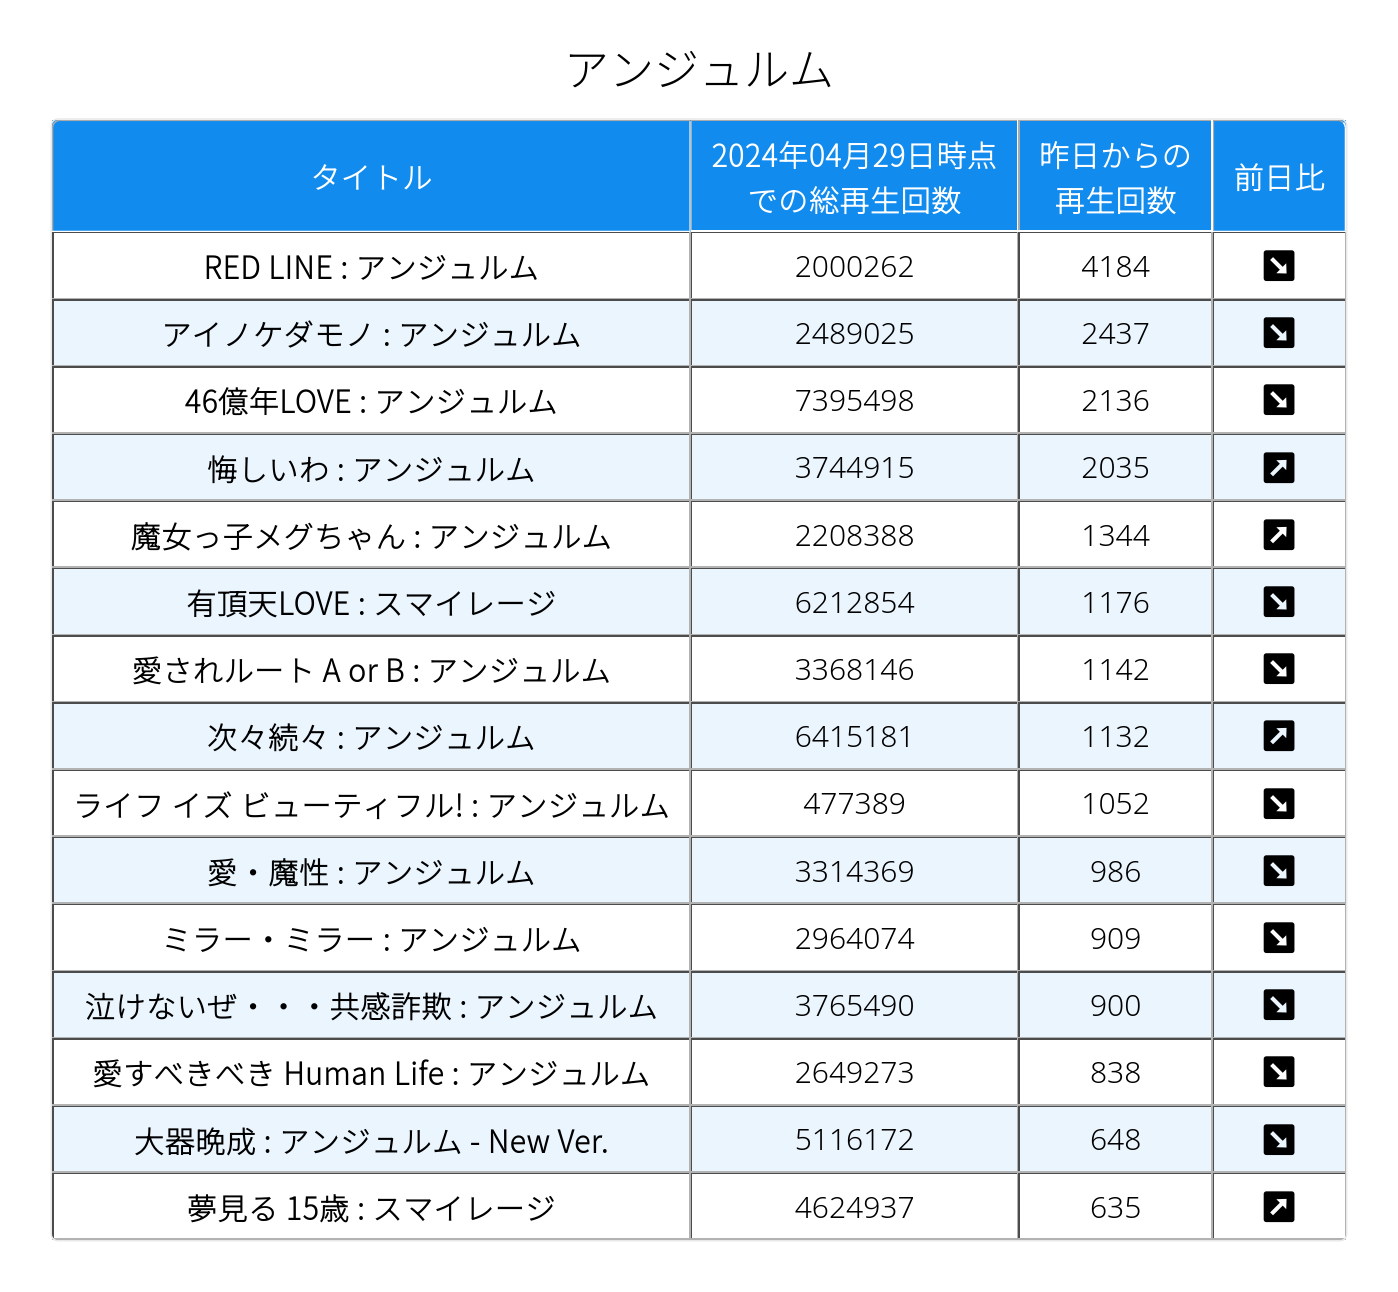 アンジュルム
タイトル
2024年04月29日時点
での総再生回数
昨日からの
再生回数
前日比
RED LINE : アンジュルム 2000262 4184
アイノケダモノ : アンジュルム 2489025 2437
46億年LOVE : アンジュルム 7395498 2136
悔しいわ : アンジュルム 3744915 2035
魔女っ子メグちゃん : アンジュルム 2208388 1344
有頂天LOVE : スマイレージ 6212854 1176
愛されルート A or B : アンジュルム 3368146 1142
次々続々 : アンジュルム 6415181 1132
ライフ イズ ビューティフル! : アンジュルム 477389 1052
愛・魔性 : アンジュルム 3314369 986
ミラー・ミラー : アンジュルム 2964074 909
泣けないぜ・・・共感詐欺 : アンジュルム 3765490 900
愛すべきべき Human Life : アンジュルム 2649273 838
大器晩成 : アンジュルム - New Ver. 5116172 648
夢見る 15歳 : スマイレージ 4624937 635